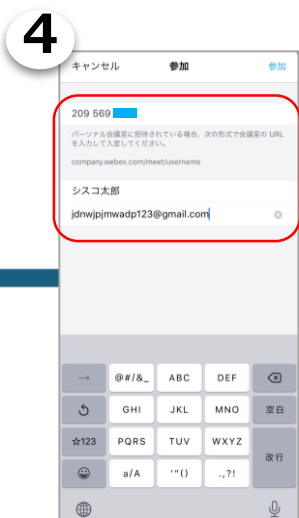 4
キャンセル 参加 参加
209 569
パーソナル会議室に招待されている場合、次の形式で会議室の URL
を入力して入室してください。
company.webex.com/meet/username
シスコ太郎
jdnwjpjmwadp123@gmail.com
→ @#/&_ ABC DEF
GHI JKL MNO 空白
☆123 PQRS TUV WXYZ
改行
a/A '"() .,?!